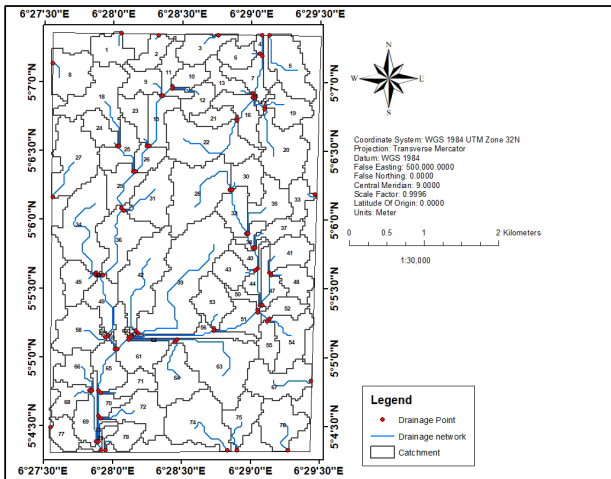 6°27'30"E 6°28'0"E 6°28'30"E 6°29'0"E 6°29'30"E
5°7'0"N
5°6'30"N
5°6'0"N
5°5'30"N
5°5'0"N
5°4'30"N
5°7'0"N
5°6'30"N
5°6'0"N
5°5'30"N
5°5'0"N
5°4'30"N
1 2 3 4 5
6
8 9 11 10 13 7
18 23 15 12 16 19
24 21
25 26 20
27 28 30
29 31 35 33
34 32 37
36 38
42 39 43 40 41
45 44 48
49 53 50 47
52
58 56 51
61 55 54
66 65 64 63
71 67
68 70 72
69 74 75 76
77 78
6°27'30"E 6°28'0"E 6°28'30"E 6°29'0"E 6°29'30"E
N
W E
S
Coordinate System: WGS 1984 UTM Zone 32N
Projection: Transverse Mercator
Datum: WGS 1984
False Easting: 500,000.0000
False Northing: 0.0000
Central Meridian: 9.0000
Scale Factor: 0.9996
Latitude Of Origin: 0.0000
Units: Meter
0 0.5 1 2 Kilometers
1:30,000
Legend
Drainage Point
Drainage network
Catchment